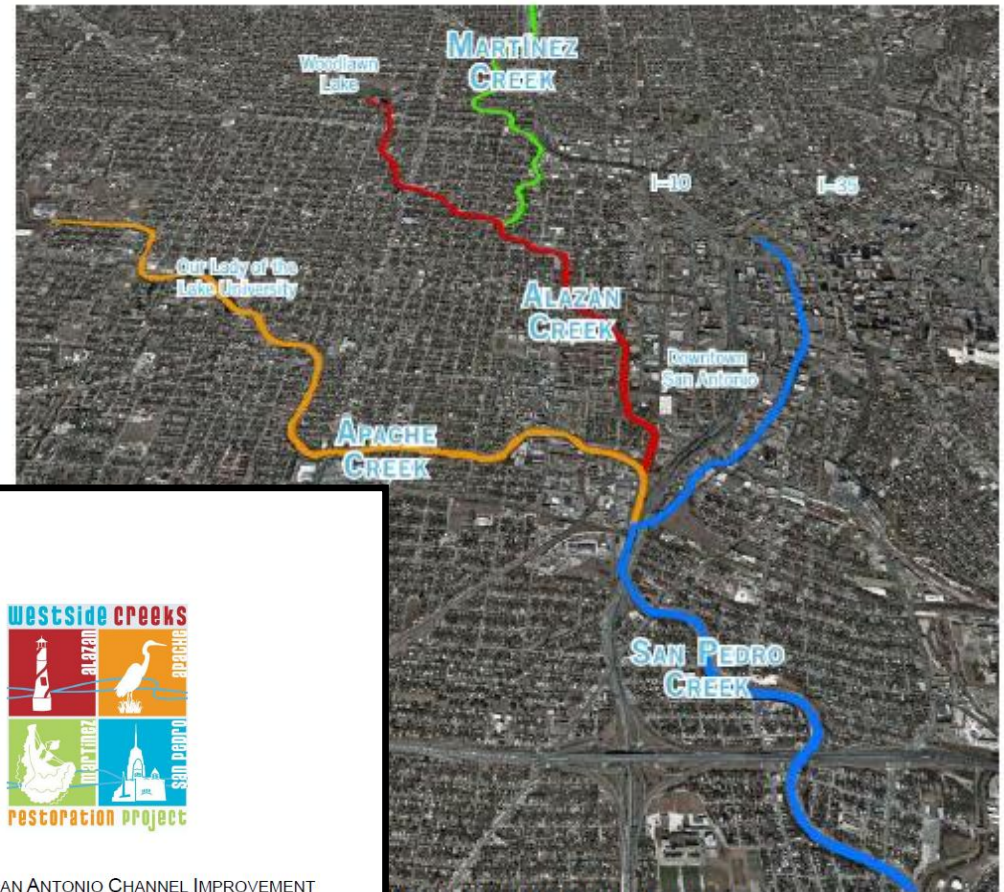 MARTÍNEZ
CREEK
Woodlawn
Lake
I-10
I-35
Our Lady of the
Lake University
ALAZAN
CREEK
Downtown
San Antonio
APACHE
CREEK
SAN PEDRO
CREEK
westside creeks
alazan
apache
martinez
san pedro
restoration project
AN ANTONIO CHANNEL IMPROVEMENT